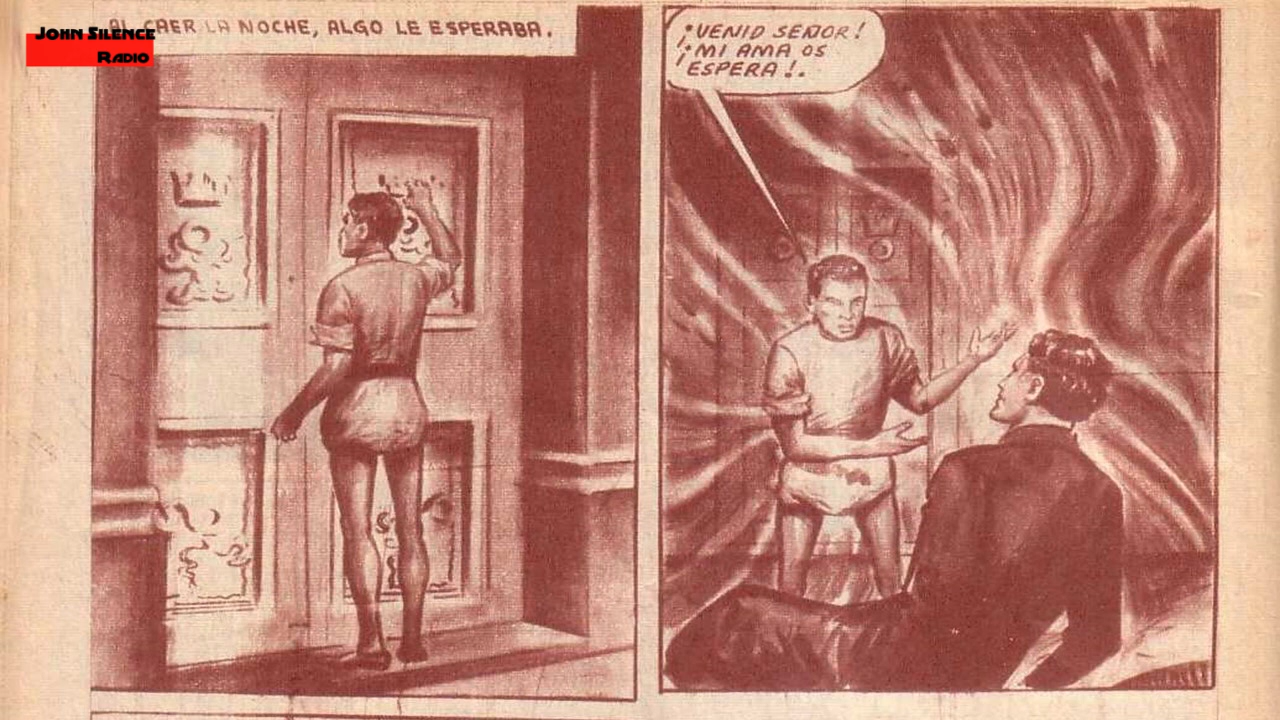 John Silence
Radio
AL CAER LA NOCHE, ALGO LE ESPERABA.
¡VENID SEÑOR!
¡MI AMA OS
ESPERA!.